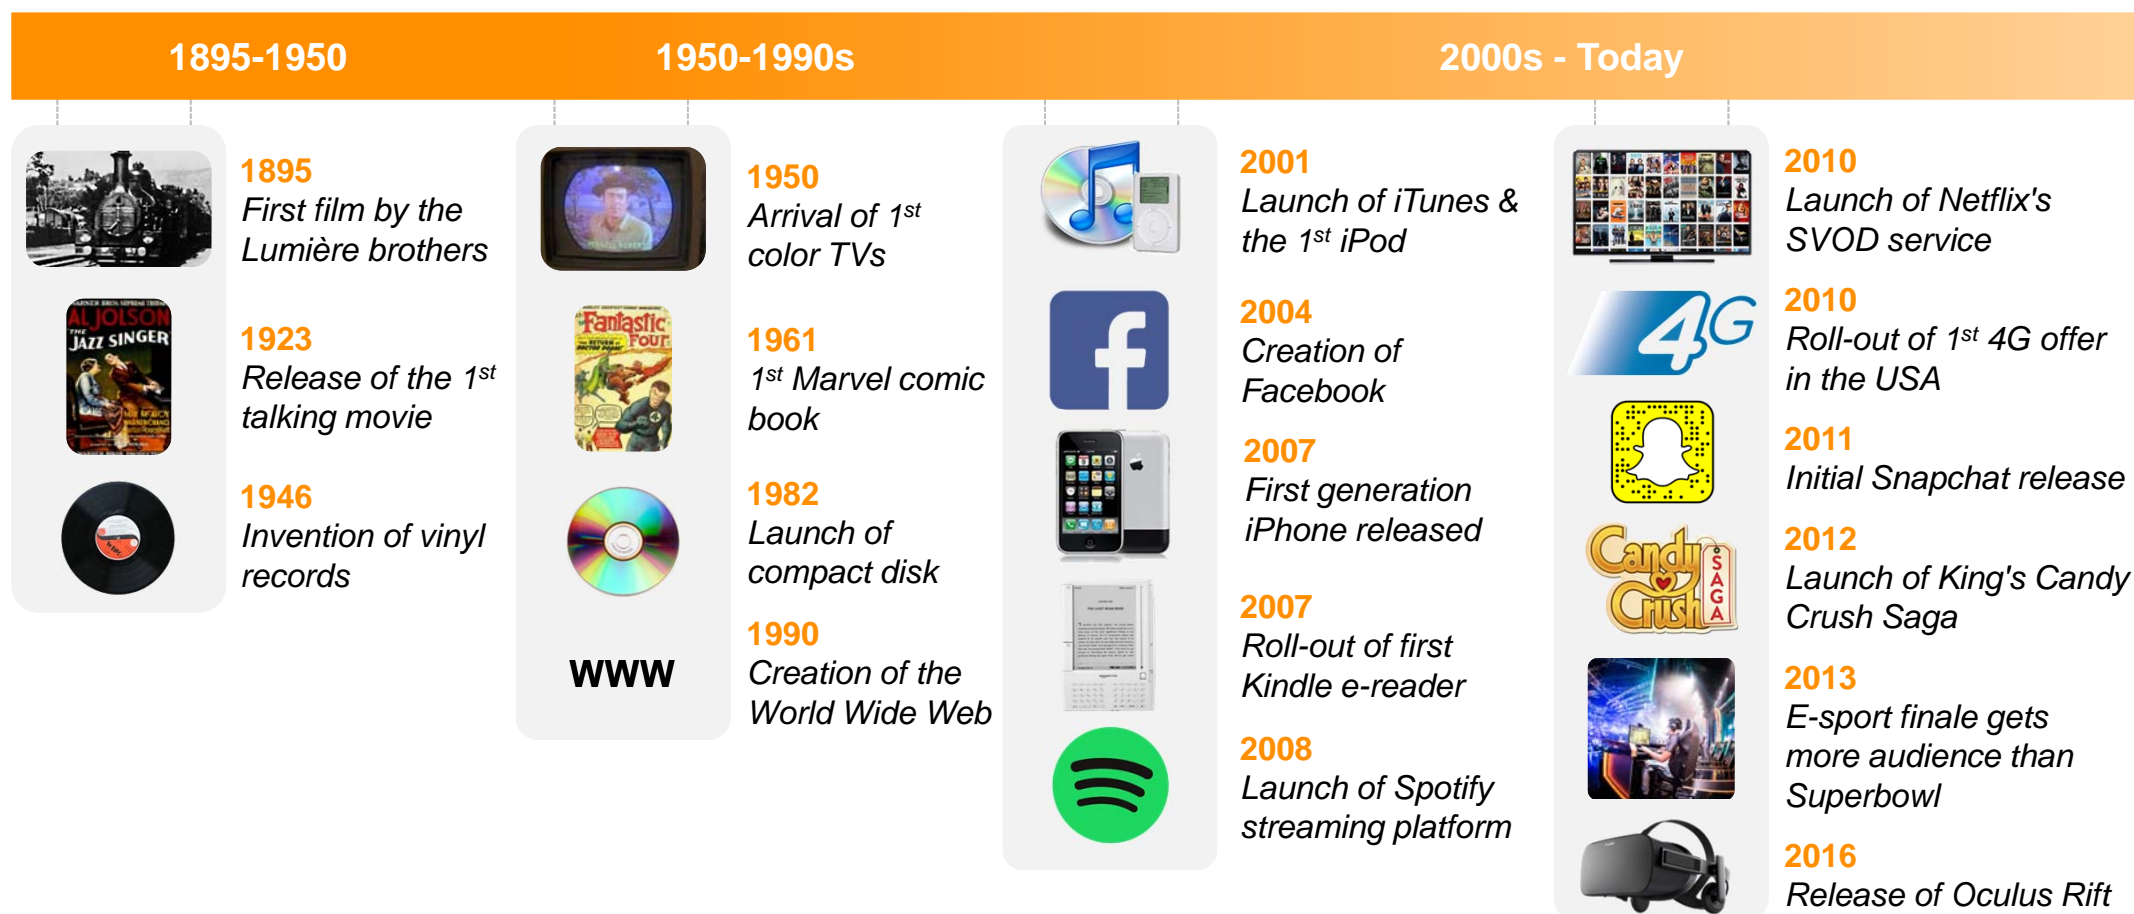 1895-1950
1950-1990s
2000s - Today
1895
First film by the
Lumière brothers
AL JOLSON
THE
JAZZ SINGER
1923
Release of the 1st
talking movie
1946
Invention of vinyl
records
1950
Arrival of 1st
color TVs
Fantastic
Four
1961
1st Marvel comic
book
1982
Launch of
compact disk
www
1990
Creation of the
World Wide Web
2001
Launch of iTunes &
the 1st iPod
2004
Creation of
Facebook
2007
First generation
iPhone released
2007
Roll-out of first
Kindle e-reader
2008
Launch of Spotify
streaming platform
2010
Launch of Netflix's
SVOD service
4G
2010
Roll-out of 1st 4G offer
in the USA
2011
Initial Snapchat release
Candy
Crush
SAGA
2012
Launch of King's Candy
Crush Saga
2013
E-sport finale gets
more audience than
Superbowl
2016
Release of Oculus Rift